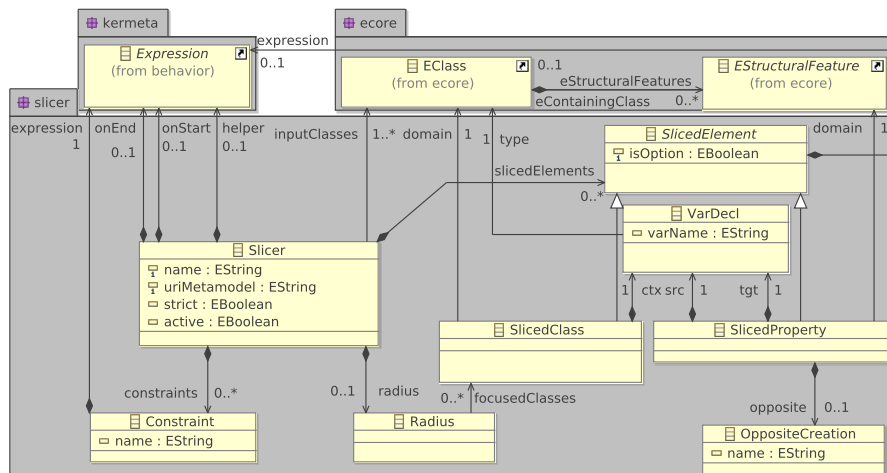 kermeta
ecore
Expression
(from behavior)
expression
0..1
EClass
(from ecore)
0..1
eStructuralFeatures
eContainingClass
0..*
EStructuralFeature
(from ecore)
slicer
expression
1
onEnd
0..1
onStart
0..1
helper
0..1
inputClasses
1..*
domain
1
1
type
SlicedElement
isOption : EBoolean
domain
1
slicedElements
0..*
VarDecl
varName : EString
Slicer
name : EString
uriMetamodel : EString
strict : EBoolean
active : EBoolean
1
ctx
src
1
tgt
1
SlicedClass
SlicedProperty
constraints
0..*
0..1
radius
0..*
focusedClasses
opposite
0..1
Constraint
name : EString
Radius
OppositeCreation
name : EString